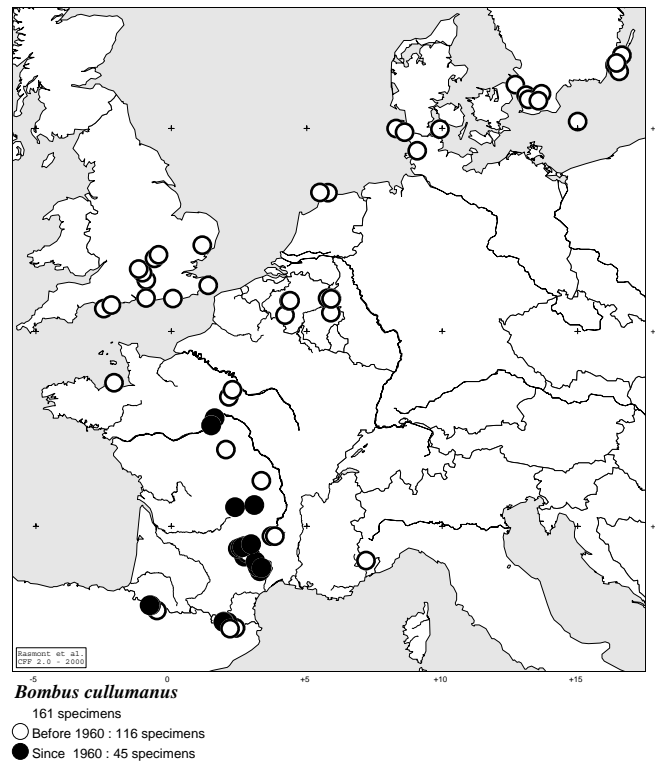 Rasmont et al.
CFF 2.0 - 2000
-5 0 +5 +10 +15
Bombus cullumanus
161 specimens
Before 1960 : 116 specimens
Since 1960 : 45 specimens